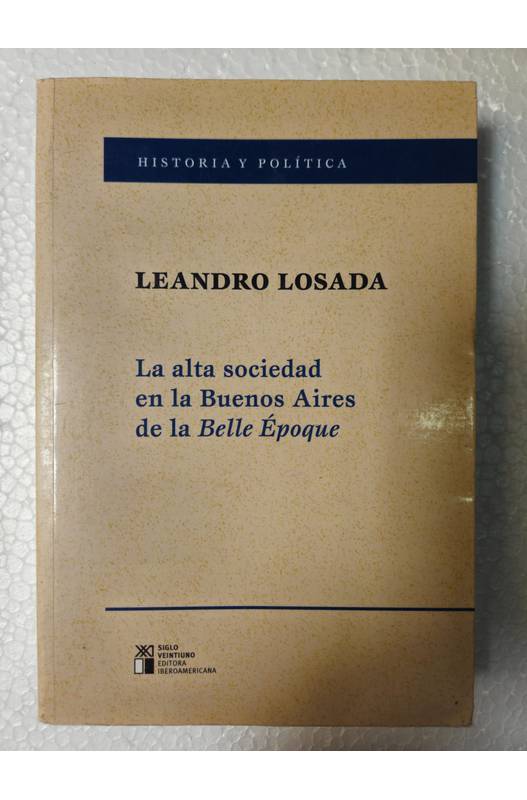 HISTORIA Y POLÍTICA
LEANDRO LOSADA
La alta sociedad
en la Buenos Aires
de la Belle Époque
SIGLO
VEINTIUNO
EDITORA
IBEROAMERICANA